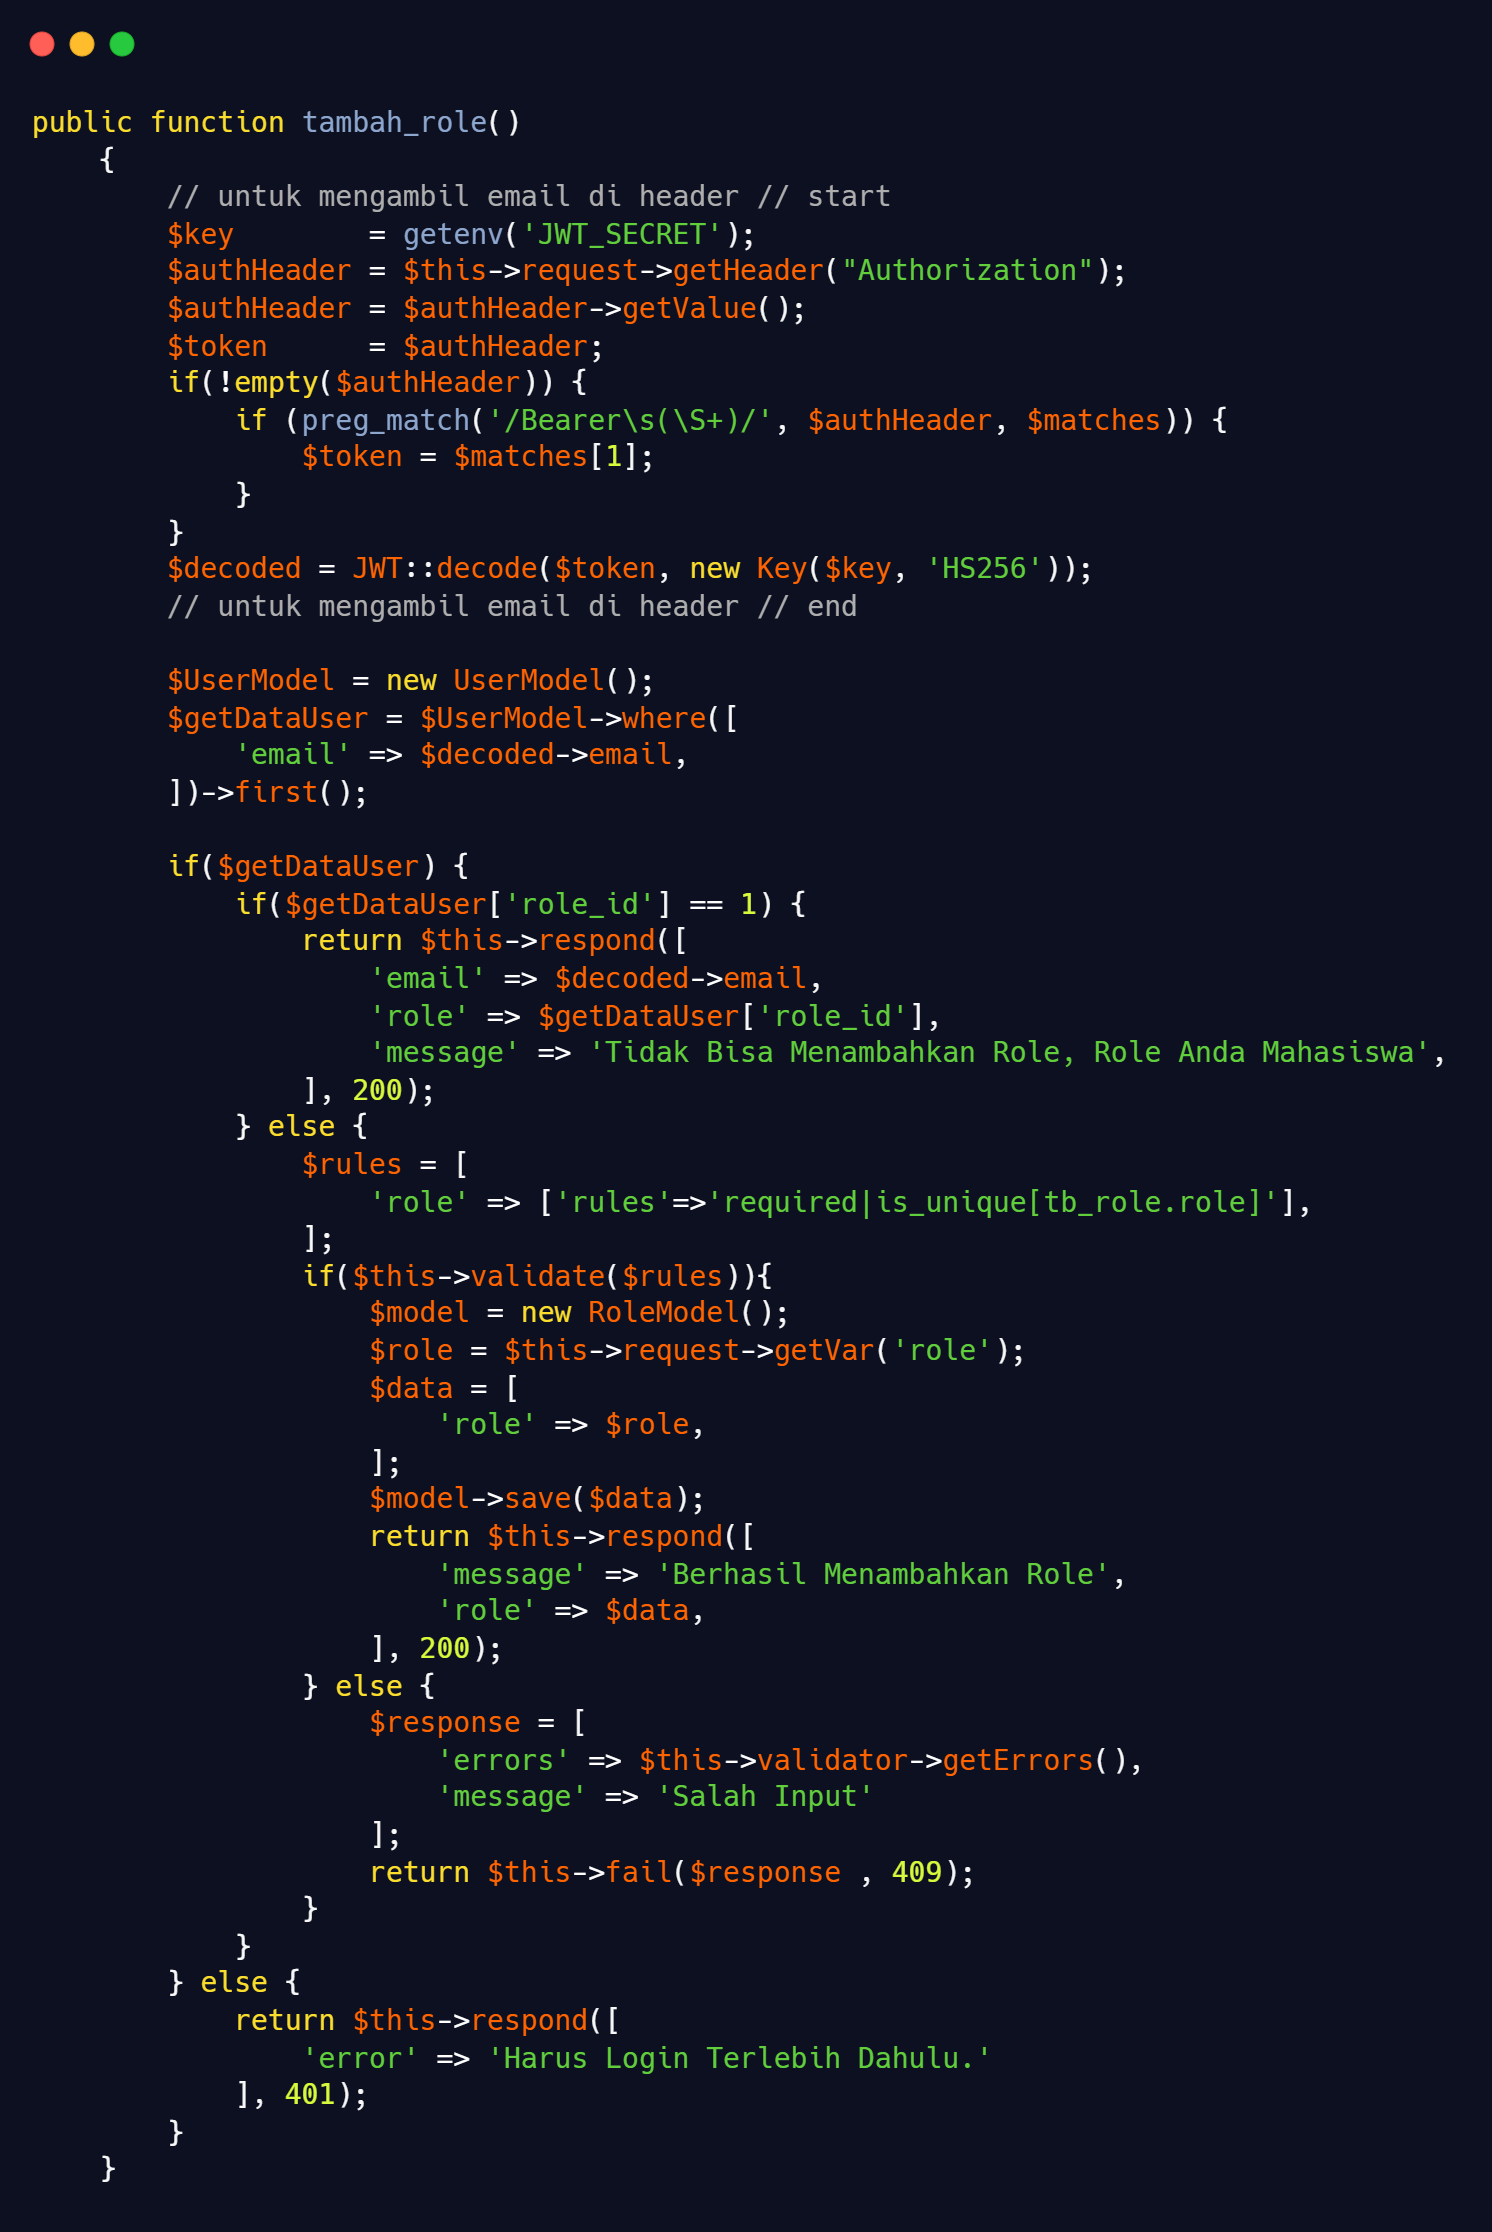 public function tambah_role()
    {
        // untuk mengambil email di header // start
        $key        = getenv('JWT_SECRET');
        $authHeader = $this->request->getHeader("Authorization");
        $authHeader = $authHeader->getValue();
        $token      = $authHeader;
        if(!empty($authHeader)) {
            if (preg_match('/Bearer\s(\S+)/', $authHeader, $matches)) {
                $token = $matches[1];
            }
        }
        $decoded = JWT::decode($token, new Key($key, 'HS256'));
        // untuk mengambil email di header // end

        $UserModel = new UserModel();
        $getDataUser = $UserModel->where([
            'email' => $decoded->email,
        ])->first();

        if($getDataUser) {
            if($getDataUser['role_id'] == 1) {
                return $this->respond([
                    'email' => $decoded->email,
                    'role' => $getDataUser['role_id'],
                    'message' => 'Tidak Bisa Menambahkan Role, Role Anda Mahasiswa',
                ], 200);
            } else {
                $rules = [
                    'role' => ['rules'=>'required|is_unique[tb_role.role]'],
                ];
                if($this->validate($rules)){
                    $model = new RoleModel();
                    $role = $this->request->getVar('role');
                    $data = [
                        'role' => $role,
                    ];
                    $model->save($data);
                    return $this->respond([
                        'message' => 'Berhasil Menambahkan Role',
                        'role' => $data,
                    ], 200);
                } else {
                    $response = [
                        'errors' => $this->validator->getErrors(),
                        'message' => 'Salah Input'
                    ];
                    return $this->fail($response , 409);
                }
            }
        } else {
            return $this->respond([
                'error' => 'Harus Login Terlebih Dahulu.'
            ], 401);
        }
    }